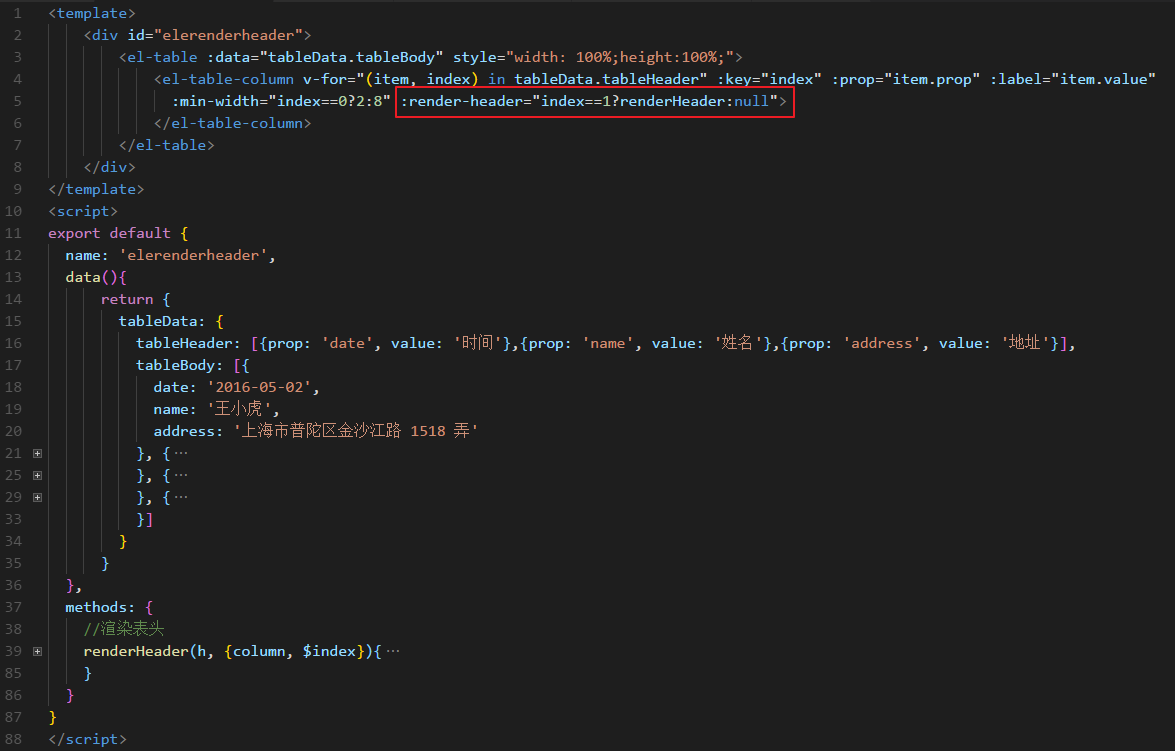 1 <template>
2 <div id="elerenderheader">
3 <el-table :data="tableData.tableBody" style="width: 100%;height:100%;">
4 <el-table-column v-for="(item, index) in tableData.tableHeader" :key="index" :prop="item.prop" :label="item.value"
5 :min-width="index==0?2:8" :render-header="index==1?renderHeader:null">
6 </el-table-column>
7 </el-table>
8 </div>
9 </template>
10 <script>
11 export default {
12 name: 'elerenderheader',
13 data(){
14 return {
15 tableData: {
16 tableHeader: [{prop: 'date', value: '时间'},{prop: 'name', value: '姓名'},{prop: 'address', value: '地址'}],
17 tableBody: [{
18 date: '2016-05-02',
19 name: '王小虎',
20 address: '上海市普陀区金沙江路 1518 弄'
21 }, {···
25 }, {···
29 }, {···
33 }]
34 }
35 }
36 },
37 methods: {
38 //渲染表头
39 renderHeader(h, {column, $index}){···
85 }
86 }
87 }
88 </script>